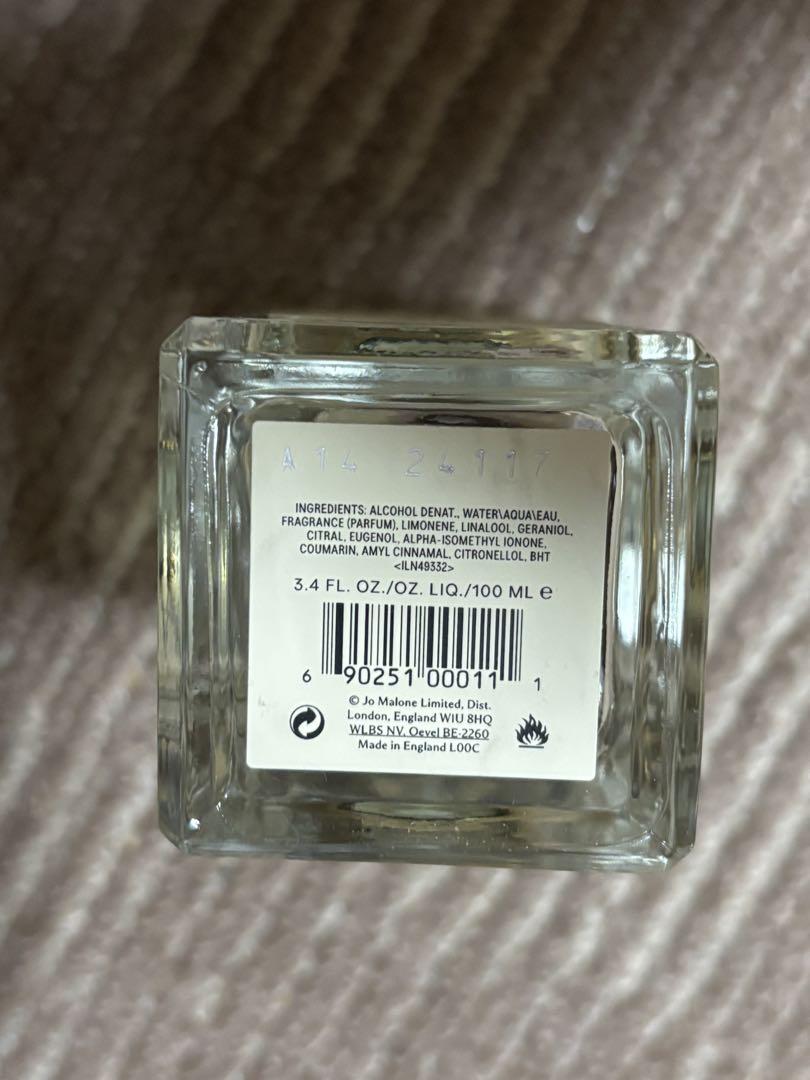 A14 24117
INGREDIENTS: ALCOHOL DENAT., WATER\AQUA\EAU,
FRAGRANCE (PARFUM), LIMONENE, LINALOOL, GERANIOL,
CITRAL, EUGENOL, ALPHA-ISOMETHYL IONONE,
COUMARIN, AMYL CINNAMAL, CITRONELLOL, BHT
<ILN49332>
3.4 FL. OZ./OZ. LIQ./100 ML e
6 90251 00011 1
© Jo Malone Limited, Dist.
London, England W1U 8HQ
WLBS NV, Oevel BE-2260
Made in England L00C